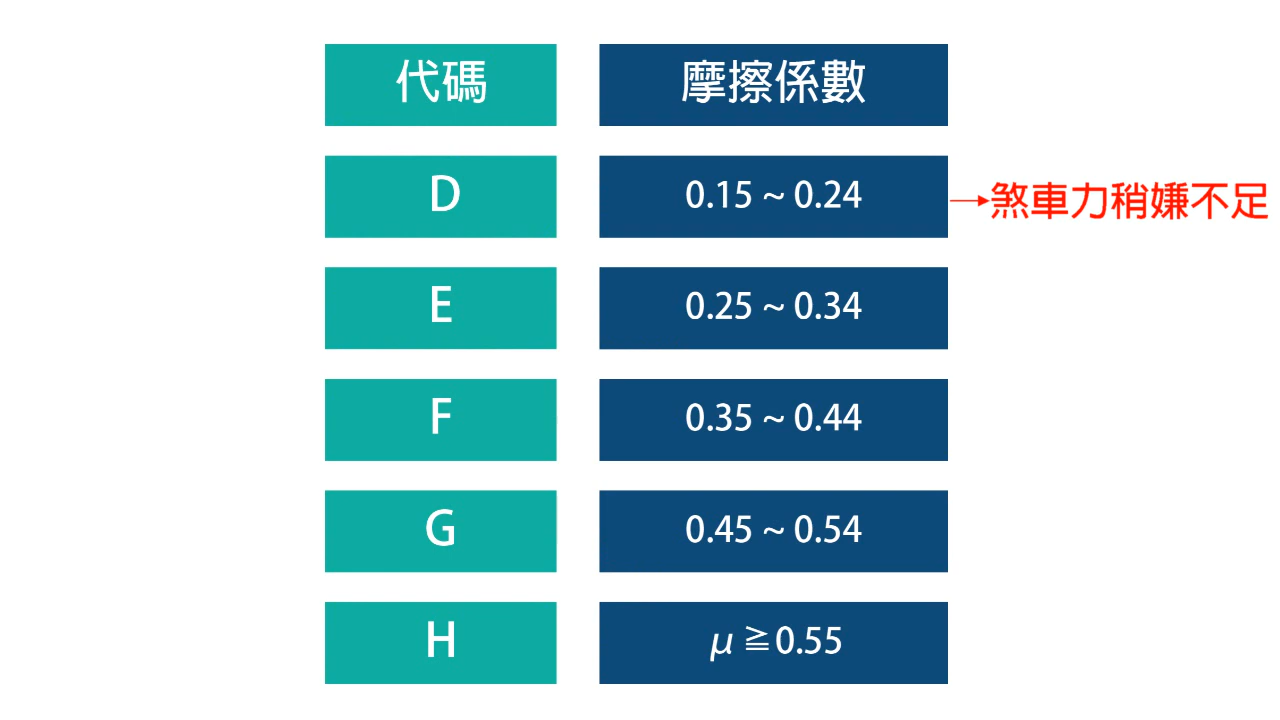 代碼 摩擦係數
D 0.15 ~ 0.24 煞車力稍嫌不足
E 0.25 ~ 0.34
F 0.35 ~ 0.44
G 0.45 ~ 0.54
H μ ≧ 0.55